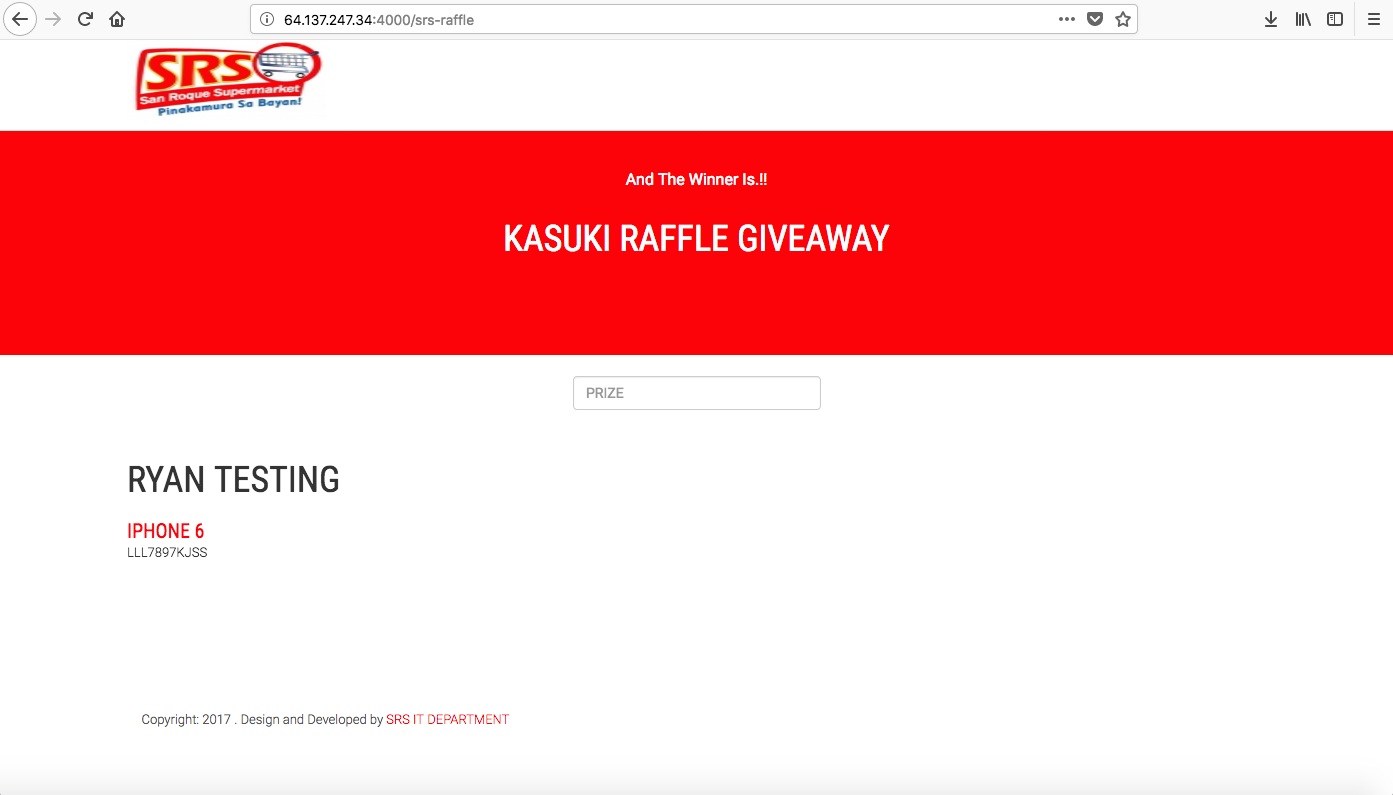 64.137.247.34:4000/srs-raffle
SRS
San Roque Supermarket
Pinakamura Sa Bayan!
And The Winner Is.!!
KASUKI RAFFLE GIVEAWAY
PRIZE
RYAN TESTING
IPHONE 6
LLL7897KJSS
Copyright: 2017 . Design and Developed by SRS IT DEPARTMENT